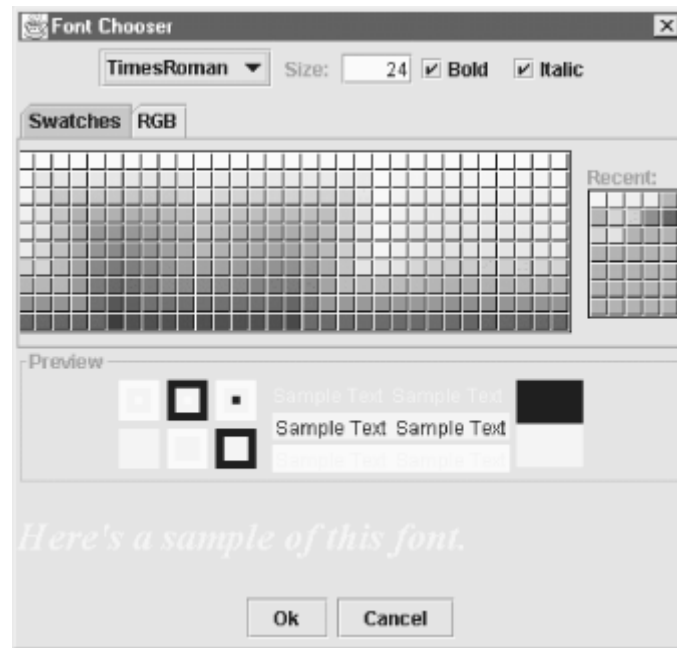 Font Chooser
TimesRoman Size: 24 Bold Italic
Swatches RGB
Recent:
Preview
Sample Text Sample Text
Sample Text Sample Text
Sample Text Sample Text
Here's a sample of this font.
Ok Cancel